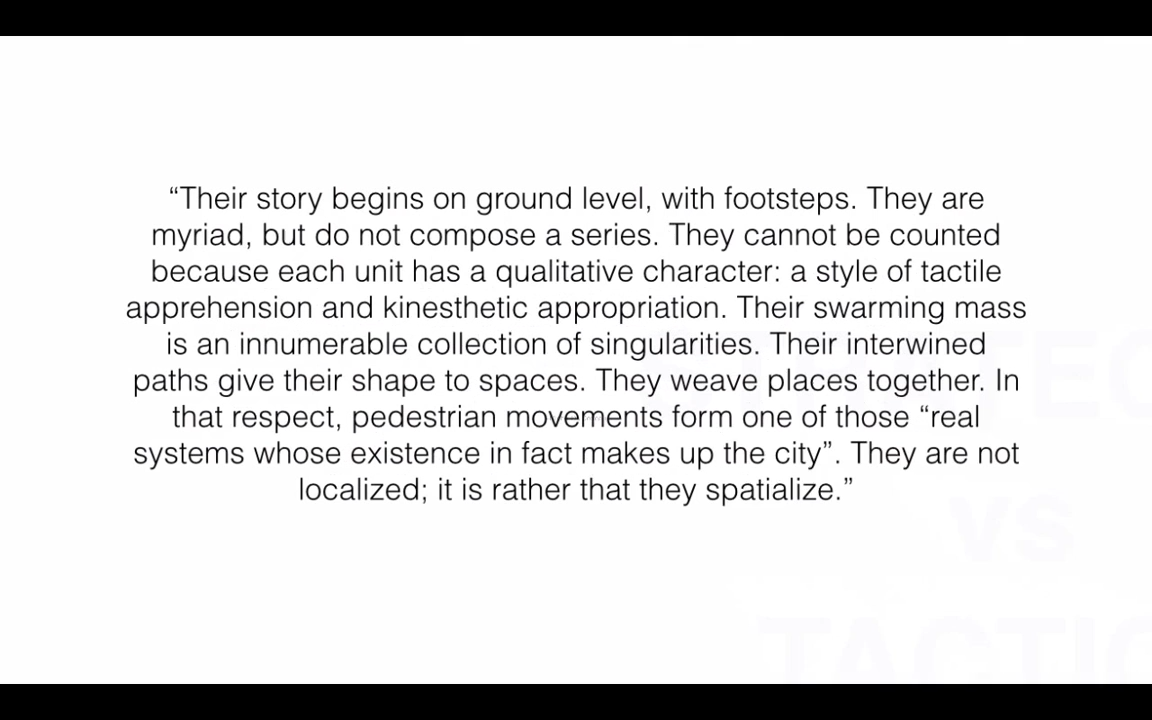 “Their story begins on ground level, with footsteps. They are
myriad, but do not compose a series. They cannot be counted
because each unit has a qualitative character: a style of tactile
apprehension and kinesthetic appropriation. Their swarming mass
is an innumerable collection of singularities. Their interwined
paths give their shape to spaces. They weave places together. In
that respect, pedestrian movements form one of those “real
systems whose existence in fact makes up the city”. They are not
localized; it is rather that they spatialize.”
vs